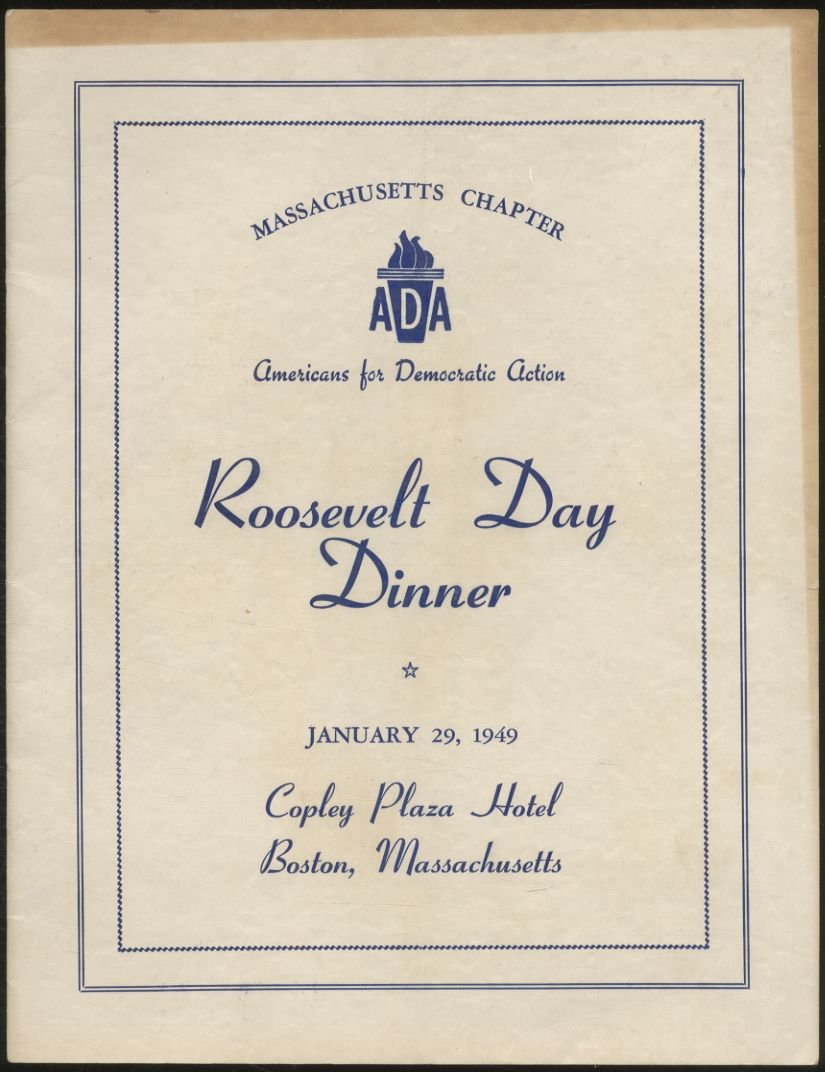 MASSACHUSETTS CHAPTER
ADA
Americans for Democratic Action
Roosevelt Day
Dinner
JANUARY 29, 1949
Copley Plaza Hotel
Boston, Massachusetts